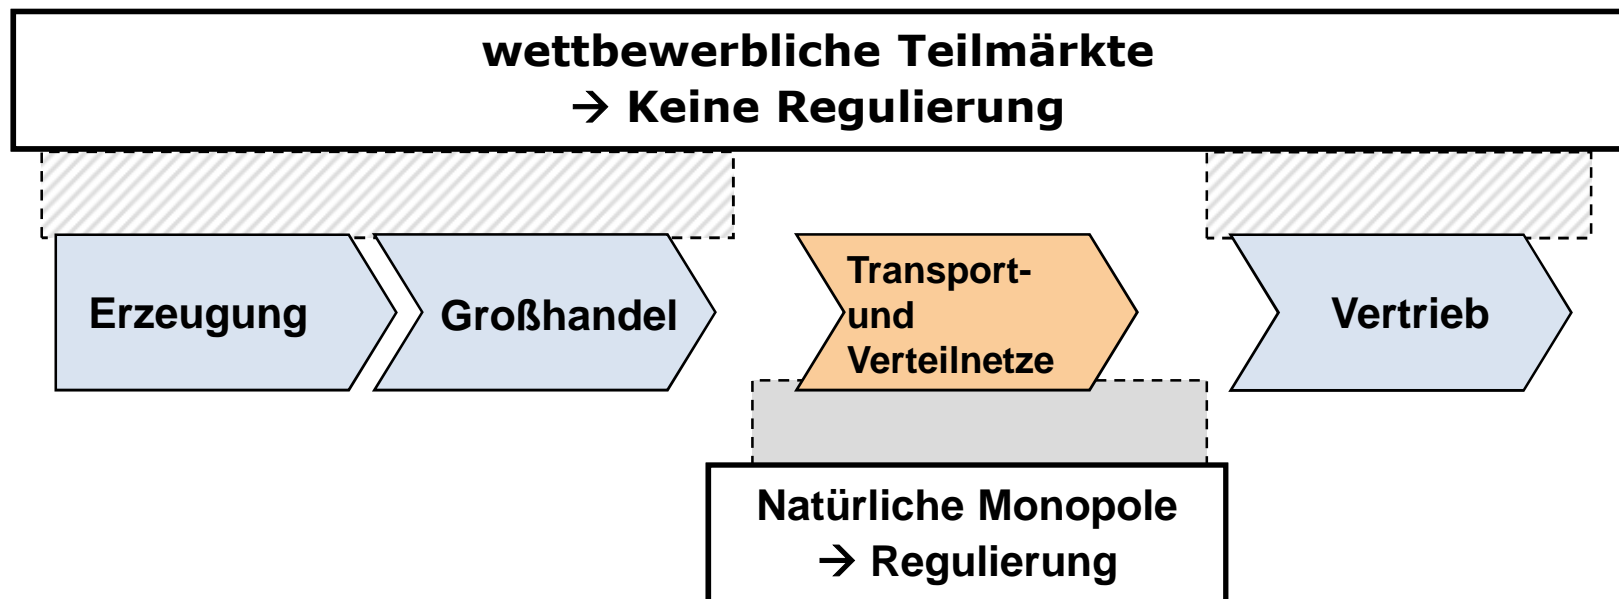 wettbewerbliche Teilmärkte
→ Keine Regulierung
Erzeugung
Großhandel
Transport-
und
Verteilnetze
Vertrieb
Natürliche Monopole
→ Regulierung